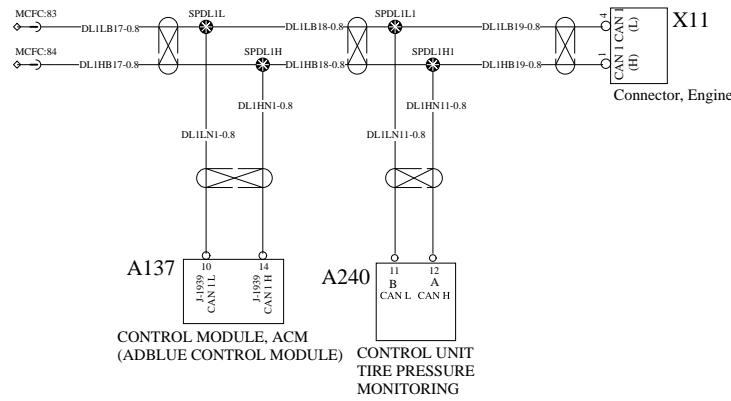 MCFC:83
SPDL1L
SPDL1L1
X11
DL1LB17-0.8
DL1LB18-0.8
DL1LB19-0.8
4
CAN 1
(L)
MCFC:84
SPDL1H
SPDL1H1
DL1HB17-0.8
DL1HB18-0.8
DL1HB19-0.8
1
CAN 1
(H)
Connector, Engine
DL1HN1-0.8
DL1HN11-0.8
DL1LN1-0.8
DL1LN11-0.8
A137
10
J-1939
CAN 1 L
14
J-1939
CAN 1 H
A240
11
B
CAN L
12
A
CAN H
CONTROL MODULE, ACM
(ADBLUE CONTROL MODULE)
CONTROL UNIT
TIRE PRESSURE
MONITORING